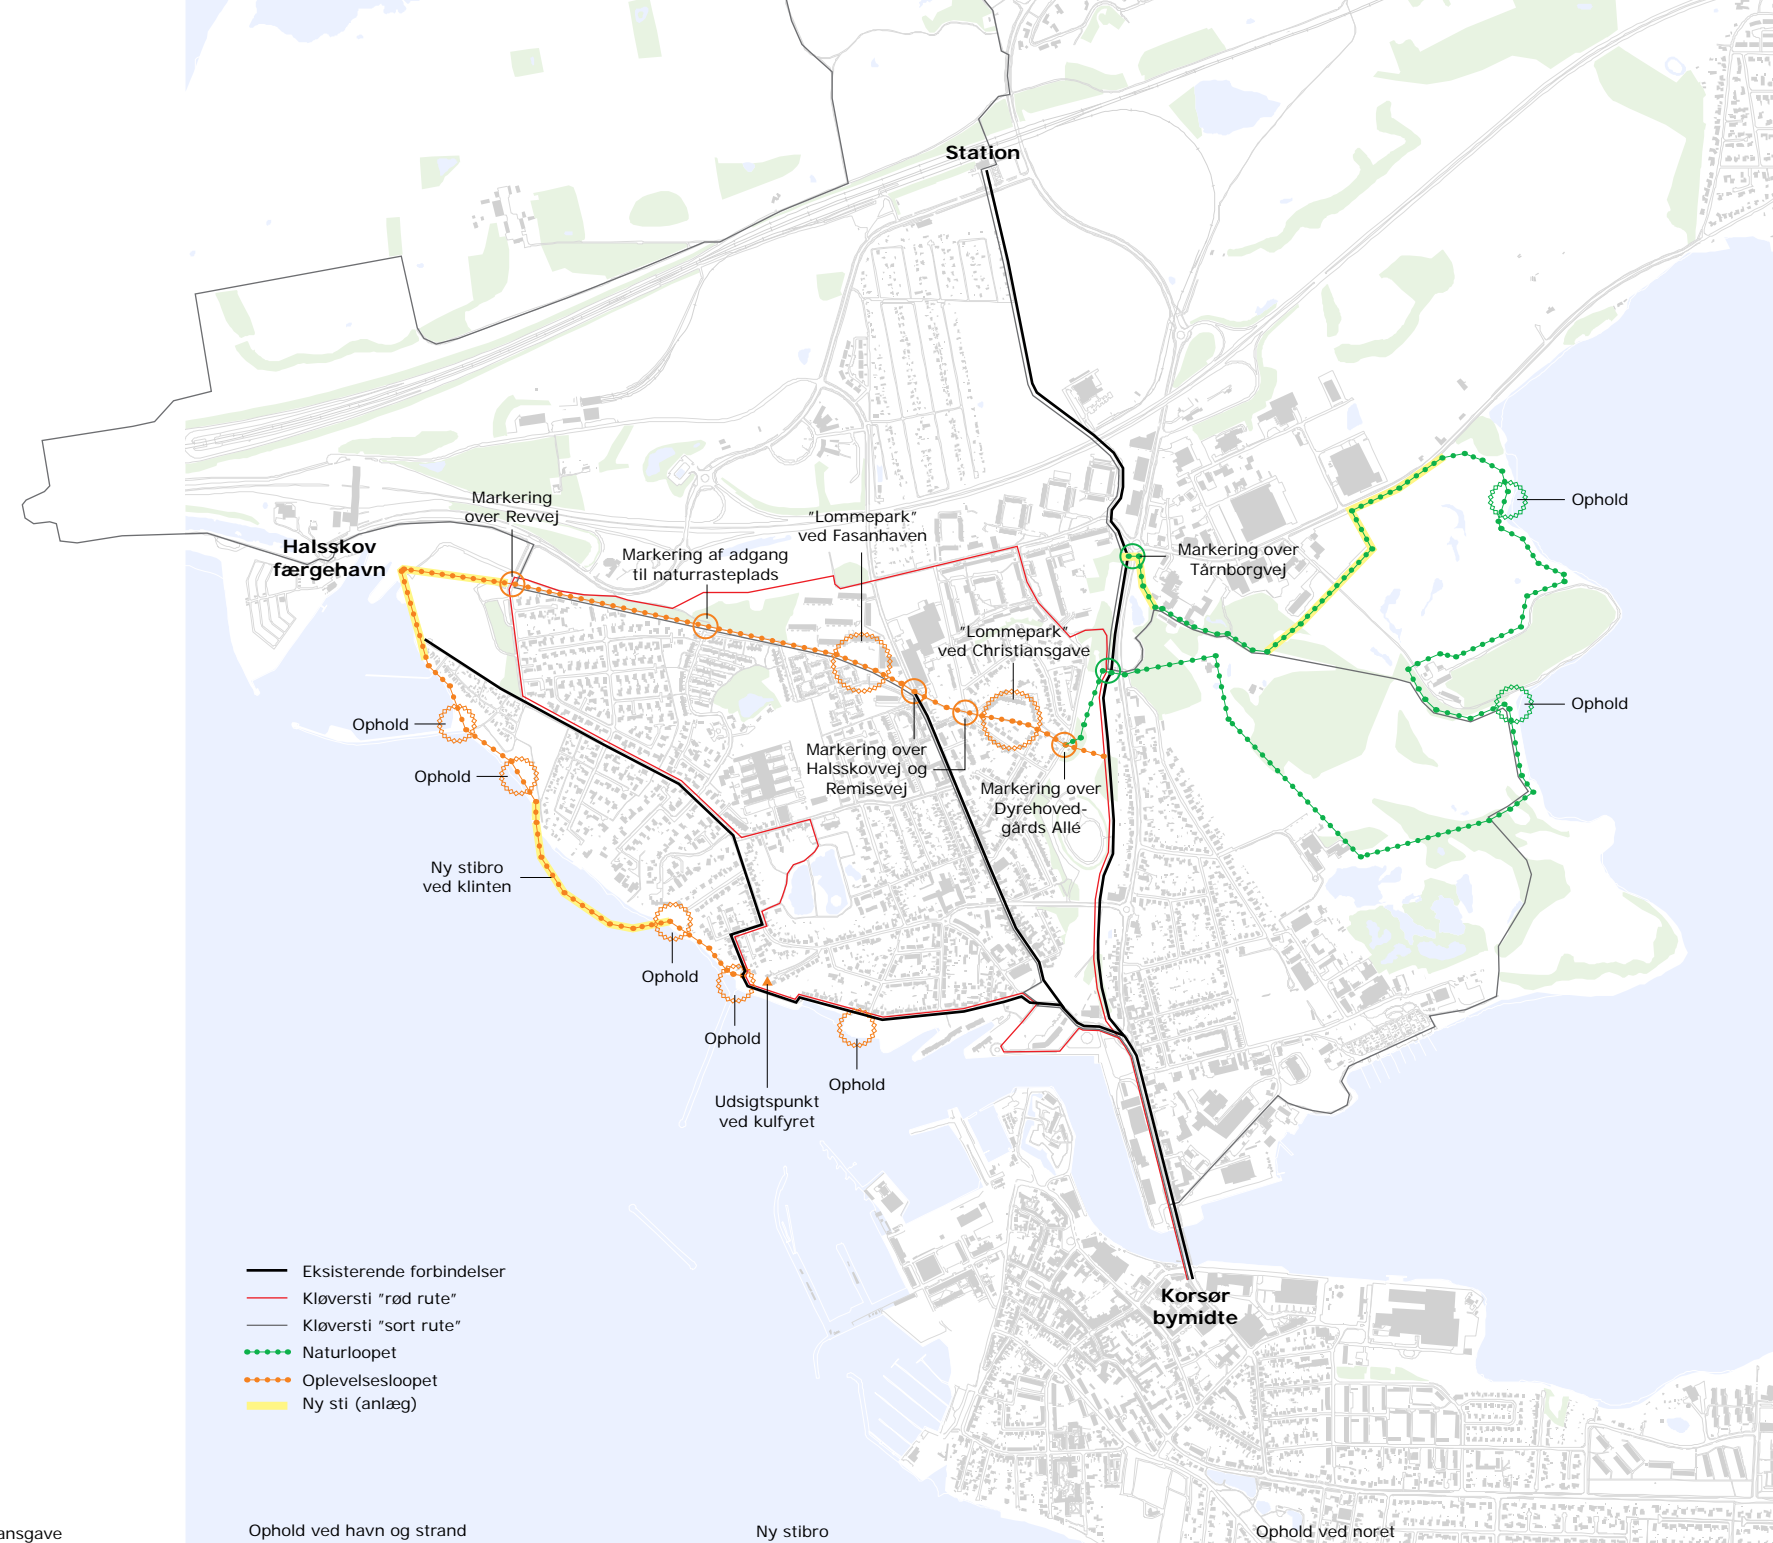 Station
Markering
over Revvej
"Lommepark"
ved Fasanhaven
Ophold
Halsskov
færgehavn
Markering af adgang
til naturrasteplads
Markering over
Tårnborgvej
"Lommepark"
ved Christiansgave
Ophold
Ophold
Ophold
Markering over
Halsskovvej og
Remisevej
Markering over
Dyrehoved-
gårds Allé
Ny stibro
ved klinten
Ophold
Ophold
Ophold
Udsigtspunkt
ved kulfyret
Eksisterende forbindelser
Kløversti "rød rute"
Kløversti "sort rute"
Naturloopet
Oplevelsesloopet
Ny sti (anlæg)
Korsør
bymidte
ansgave
Ophold ved havn og strand
Ny stibro
Ophold ved noret